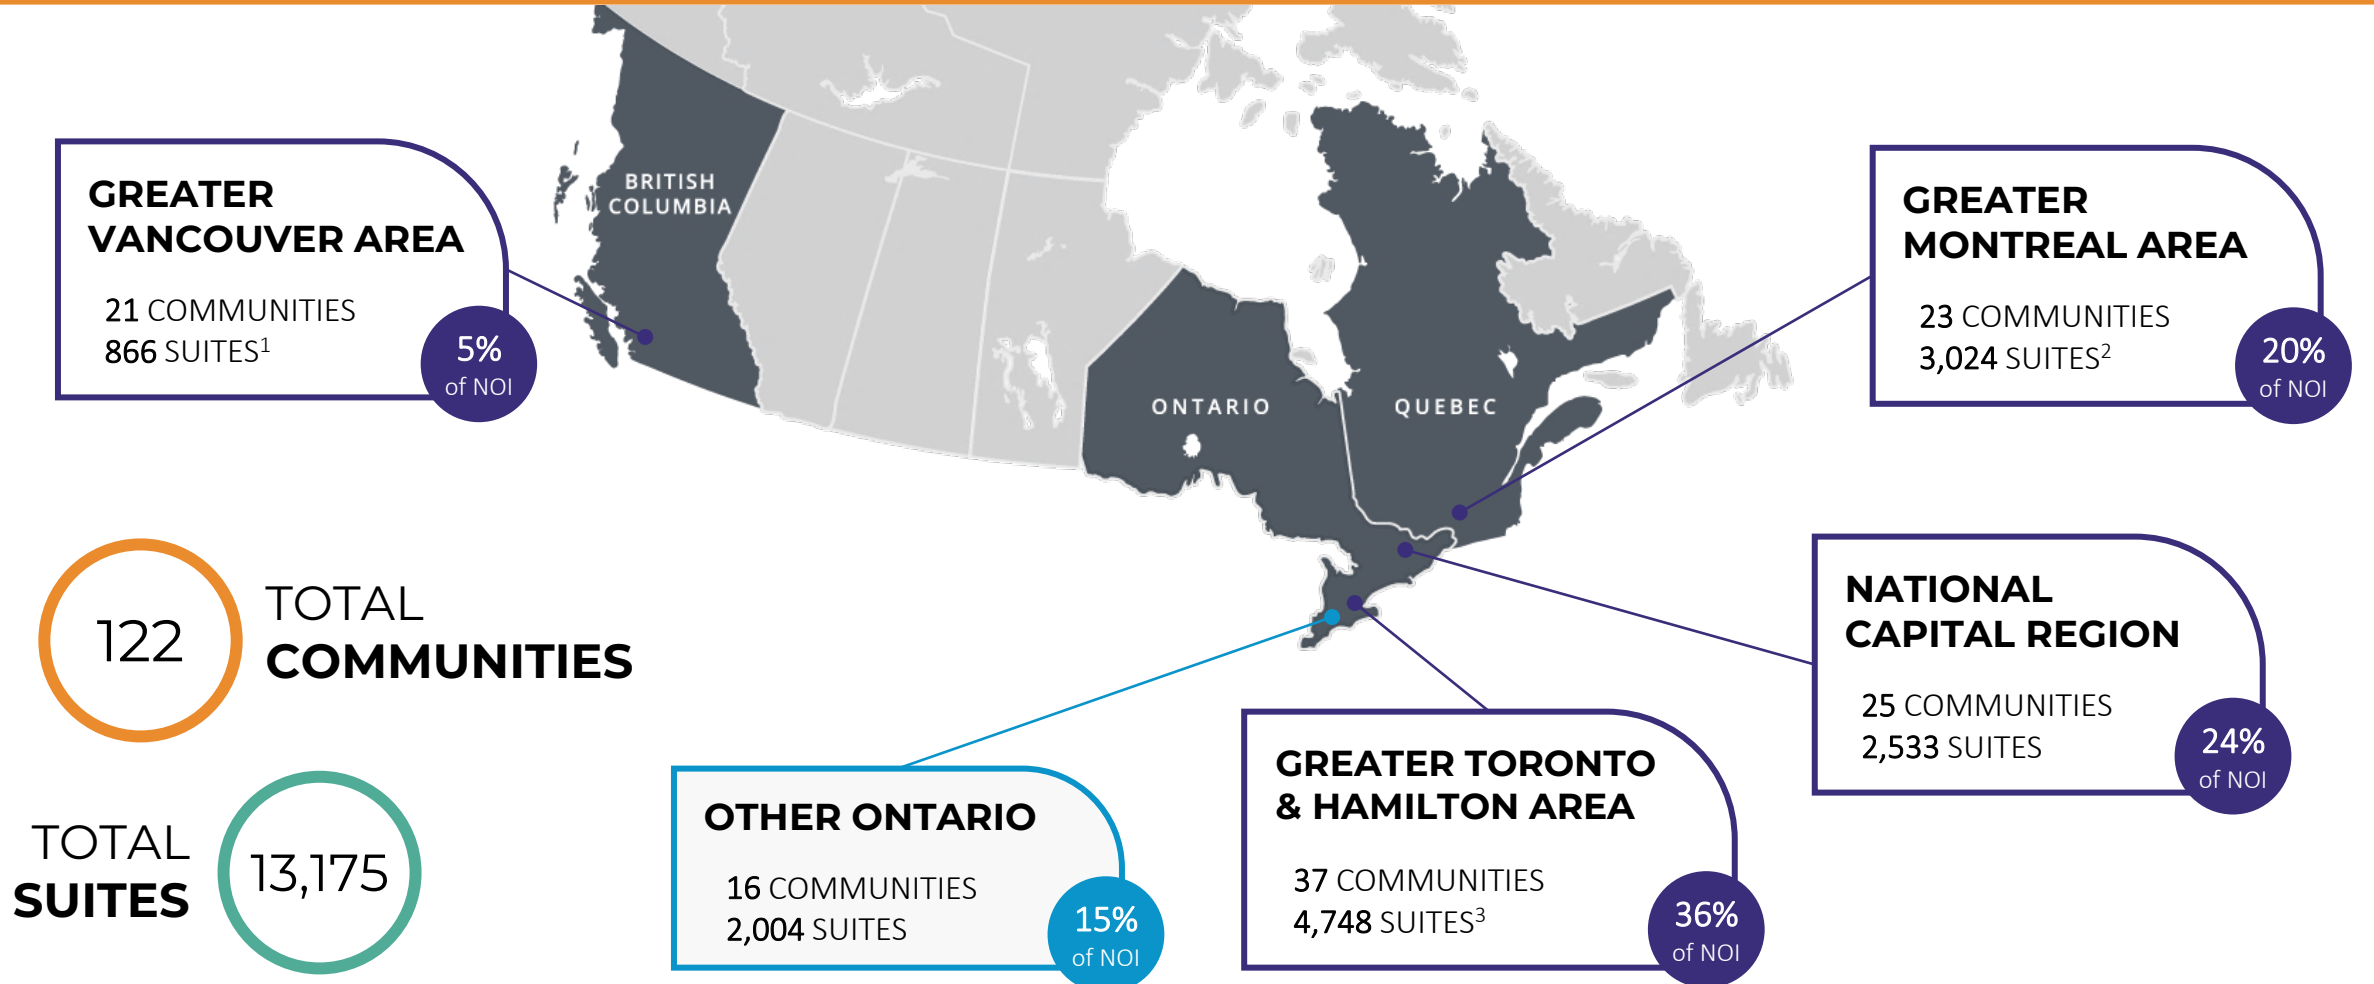 BRITISH
COLUMBIA
ONTARIO
QUEBEC
GREATER
VANCOUVER AREA
21 COMMUNITIES
866 SUITES¹
5%
of NOI
GREATER
MONTREAL AREA
23 COMMUNITIES
3,024 SUITES²
20%
of NOI
122
TOTAL
COMMUNITIES
NATIONAL
CAPITAL REGION
25 COMMUNITIES
2,533 SUITES
24%
of NOI
TOTAL
SUITES
13,175
OTHER ONTARIO
16 COMMUNITIES
2,004 SUITES
15%
of NOI
GREATER TORONTO
& HAMILTON AREA
37 COMMUNITIES
4,748 SUITES³
36%
of NOI